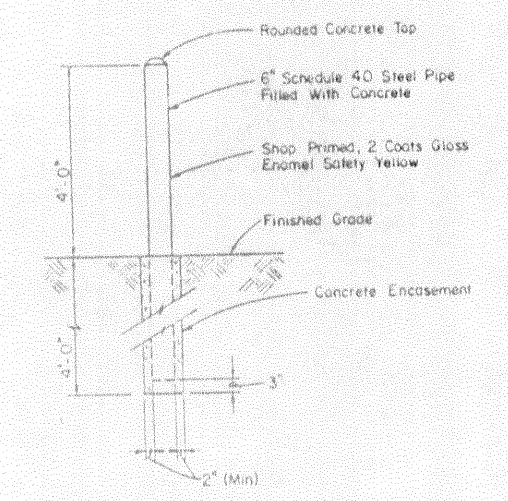 Rounded Concrete Top
6" Schedule 40 Steel Pipe
Filled With Concrete
Shop Primed, 2 Coats Gloss
Enamel Safety Yellow
4'-0"
Finished Grade
Concrete Encasement
4'-0"
3"
2" (Min)